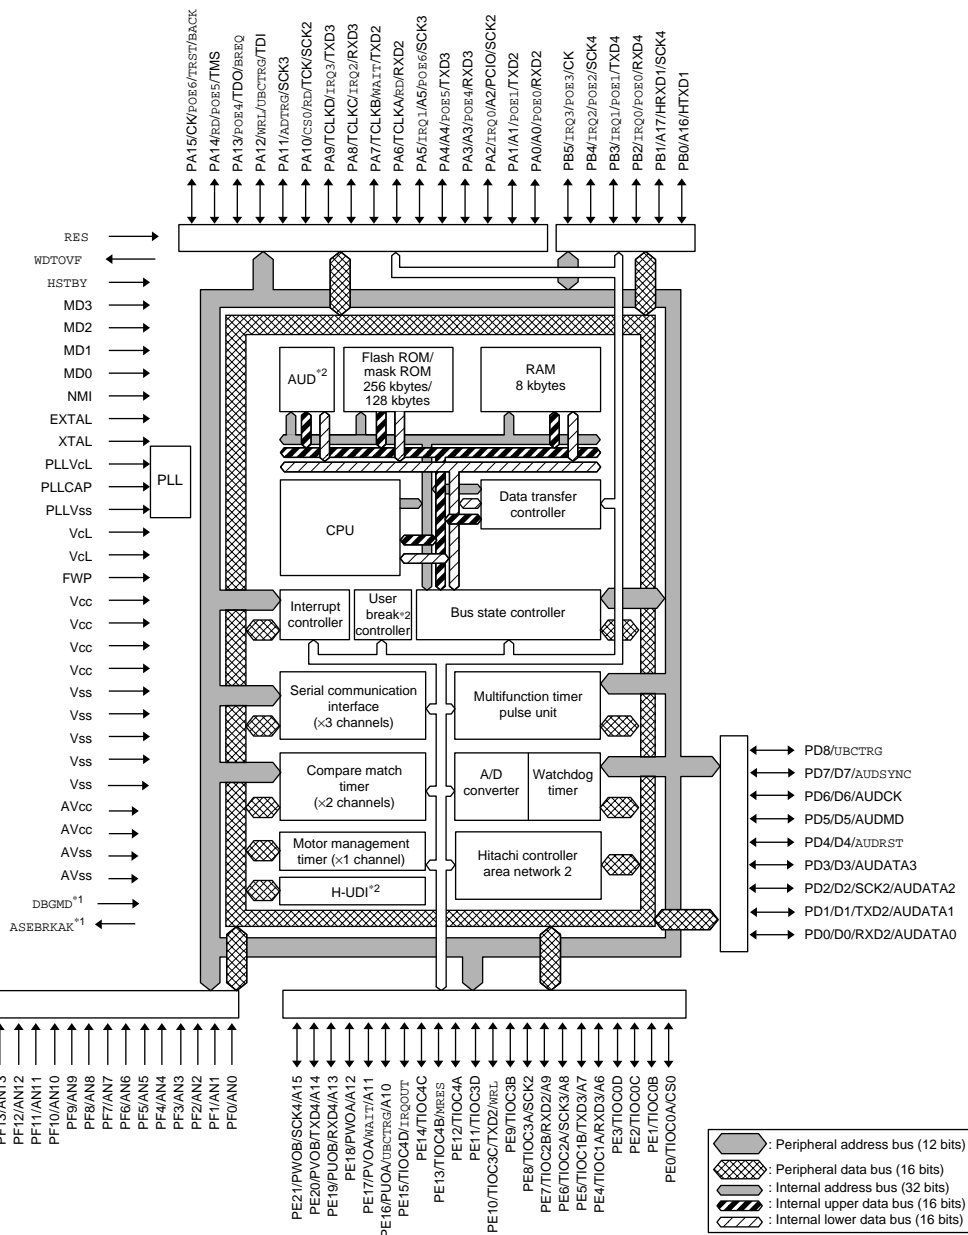 PA15/CK/POE6/TRST/BACK
PA14/RD/POE5/TMS
PA13/POE4/TDO/BREQ
PA12/WRL/UBCTRG/TDI
PA11/ADTRG/SCK3
PA10/CS0/RD/TCK/SCK2
PA9/TCLKD/IRQ3/TXD3
PA8/TCLKC/IRQ2/RXD3
PA7/TCLKB/WAIT/TXD2
PA6/TCLKA/RD/RXD2
PA5/IRQ1/A5/POE6/SCK3
PA4/A4/POE5/TXD3
PA3/A3/POE4/RXD3
PA2/IRQ0/A2/PCIO/SCK2
PA1/A1/POE1/TXD2
PA0/A0/POE0/RXD2
PB5/IRQ3/POE3/CK
PB4/IRQ2/POE2/SCK4
PB3/IRQ1/POE1/TXD4
PB2/IRQ0/POE0/RXD4
PB1/A17/HRXD1/SCK4
PB0/A16/HTXD1
RES
WDTOVF
HSTBY
MD3
MD2
MD1
MD0
NMI
EXTAL
XTAL
PLLVcL
PLLCAP
PLLVss
PLL
VcL
VcL
FWP
Vcc
Vcc
Vcc
Vcc
Vss
Vss
Vss
Vss
Vss
AVcc
AVcc
AVss
AVss
DBGMD*1
ASEBRKAK*1
AUD*2
Flash ROM/
mask ROM
256 kbytes/
128 kbytes
RAM
8 kbytes
CPU
Data transfer
controller
Interrupt
controller
User
break*2
controller
Bus state controller
Serial communication
interface
(×3 channels)
Multifunction timer
pulse unit
Compare match
timer
(×2 channels)
A/D
converter
Watchdog
timer
Motor management
timer (×1 channel)
Hitachi controller
area network 2
H-UDI*2
PD8/UBCTRG
PD7/D7/AUDSYNC
PD6/D6/AUDCK
PD5/D5/AUDMD
PD4/D4/AUDRST
PD3/D3/AUDATA3
PD2/D2/SCK2/AUDATA2
PD1/D1/TXD2/AUDATA1
PD0/D0/RXD2/AUDATA0
PF13/AN13
PF12/AN12
PF11/AN11
PF10/AN10
PF9/AN9
PF8/AN8
PF7/AN7
PF6/AN6
PF5/AN5
PF4/AN4
PF3/AN3
PF2/AN2
PF1/AN1
PF0/AN0
PE21/PWOB/SCK4/A15
PE20/PVOB/TXD4/A14
PE19/PUOB/RXD4/A13
PE18/PWOA/A12
PE17/PVOA/WAIT/A11
PE16/PUOA/UBCTRG/A10
PE15/TIOC4D/IRQOUT
PE14/TIOC4C
PE13/TIOC4B/MRES
PE12/TIOC4A
PE11/TIOC3D
PE10/TIOC3C/TXD2/WRL
PE9/TIOC3B
PE8/TIOC3A/SCK2
PE7/TIOC2B/RXD2/A9
PE6/TIOC2A/SCK3/A8
PE5/TIOC1B/TXD3/A7
PE4/TIOC1A/RXD3/A6
PE3/TIOC0D
PE2/TIOC0C
PE1/TIOC0B
PE0/TIOC0A/CS0
: Peripheral address bus (12 bits)
: Peripheral data bus (16 bits)
: Internal address bus (32 bits)
: Internal upper data bus (16 bits)
: Internal lower data bus (16 bits)